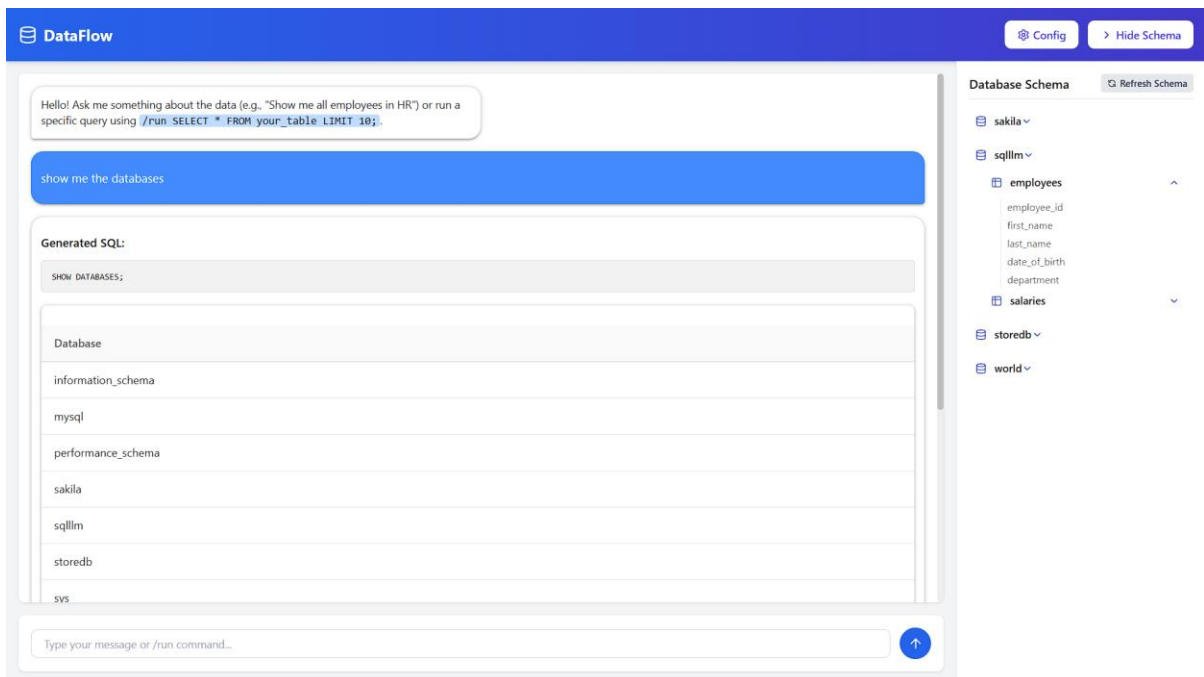 DataFlow
Config
Hide Schema
Hello! Ask me something about the data (e.g., "Show me all employees in HR") or run a
specific query using /run SELECT * FROM your_table LIMIT 10; .
show me the databases
Generated SQL:
SHOW DATABASES;
Database
information_schema
mysql
performance_schema
sakila
sqlllm
storedb
sys
Type your message or /run command...
Database Schema
Refresh Schema
sakila
sqlllm
employees
employee_id
first_name
last_name
date_of_birth
department
salaries
storedb
world